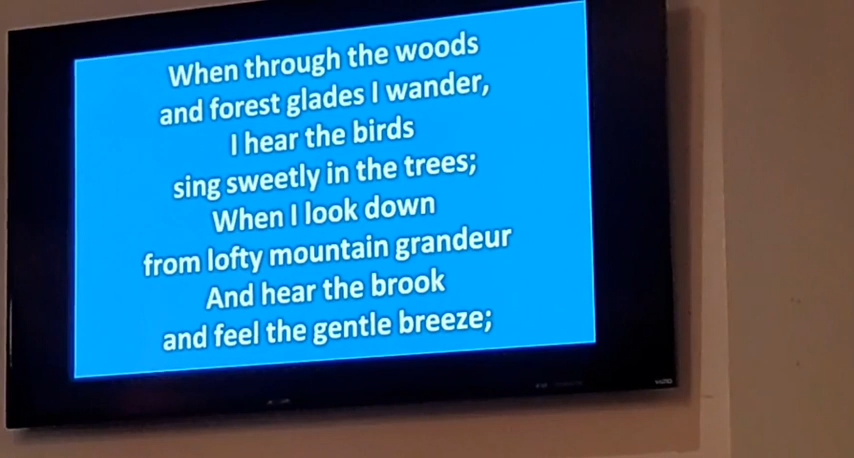 When through the woods
and forest glades I wander,
I hear the birds
sing sweetly in the trees;
When I look down
from lofty mountain grandeur
And hear the brook
and feel the gentle breeze;
VIZIO